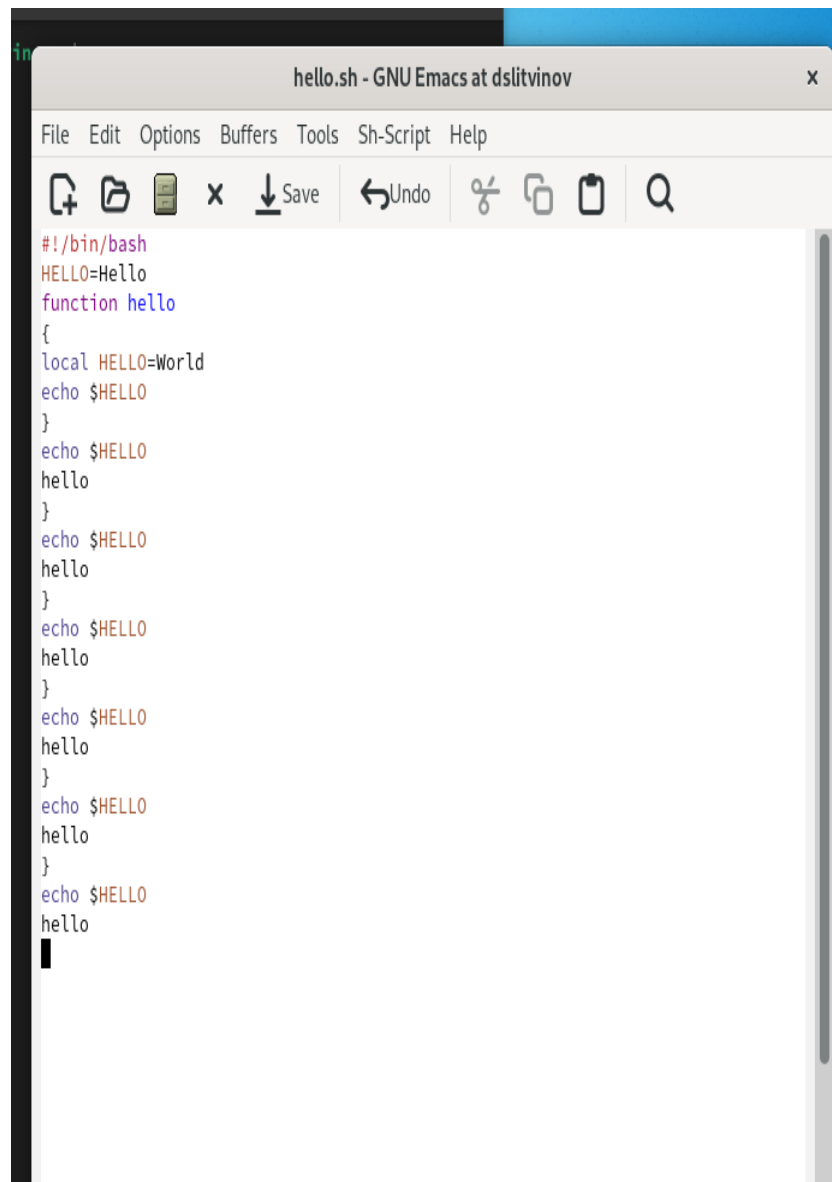 in
hello.sh - GNU Emacs at dslitvinov x
File Edit Options Buffers Tools Sh-Script Help
Save Undo
#!/bin/bash
HELLO=Hello
function hello
{
local HELLO=World
echo $HELLO
}
echo $HELLO
hello
}
echo $HELLO
hello
}
echo $HELLO
hello
}
echo $HELLO
hello
}
echo $HELLO
hello
}
echo $HELLO
hello